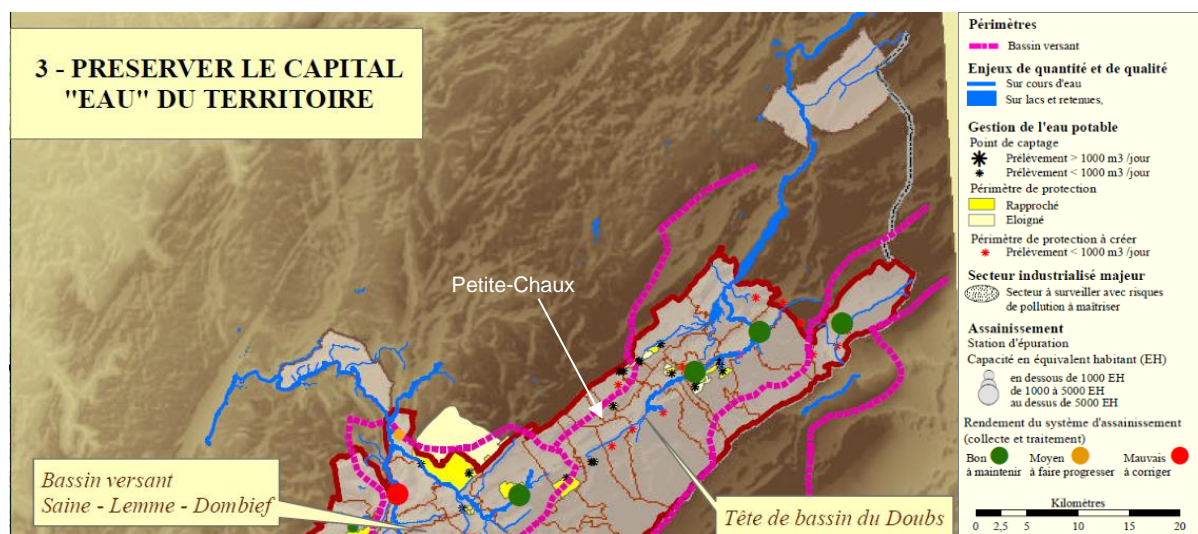 3 - PRESERVER LE CAPITAL
"EAU" DU TERRITOIRE
Petite-Chaux
Bassin versant
Saine - Lemme - Dombief
Tête de bassin du Doubs
Périmètres
Bassin versant
Enjeux de quantité et de qualité
Sur cours d'eau
Sur lacs et retenues,
Gestion de l'eau potable
Point de captage
Prélèvement > 1000 m3 /jour
Prélèvement < 1000 m3 /jour
Périmètre de protection
Rapproché
Eloigné
Périmètre de protection à créer
Prélèvement < 1000 m3 /jour
Secteur industrialisé majeur
Secteur à surveiller avec risques
de pollution à maîtriser
Assainissement
Station d'épuration
Capacité en équivalent habitant (EH)
en dessous de 1000 EH
de 1000 à 5000 EH
au dessus de 5000 EH
Rendement du système d'assainissement
(collecte et traitement)
Bon Moyen Mauvais
à maintenir à faire progresser à corriger
Kilomètres
0 2,5 5 10 15 20